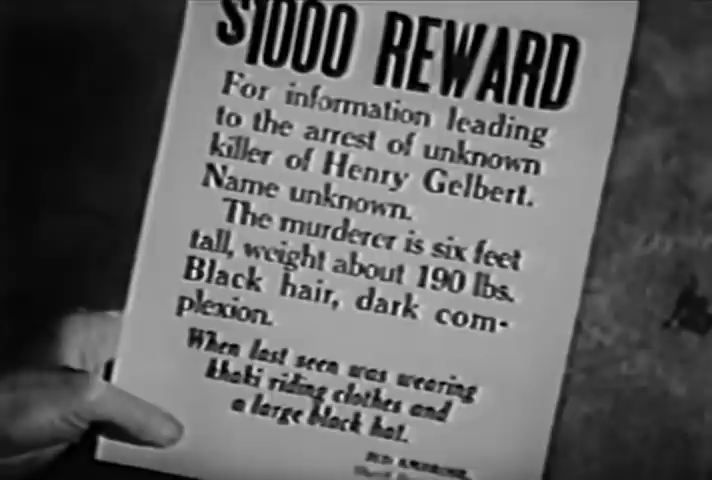 $1000 REWARD
For information leading
to the arrest of unknown
killer of Henry Gelbert.
Name unknown.
The murderer is six feet
tall, weight about 190 lbs.
Black hair, dark com-
plexion.
When last seen was wearing
khaki riding clothes and
a large black hat.